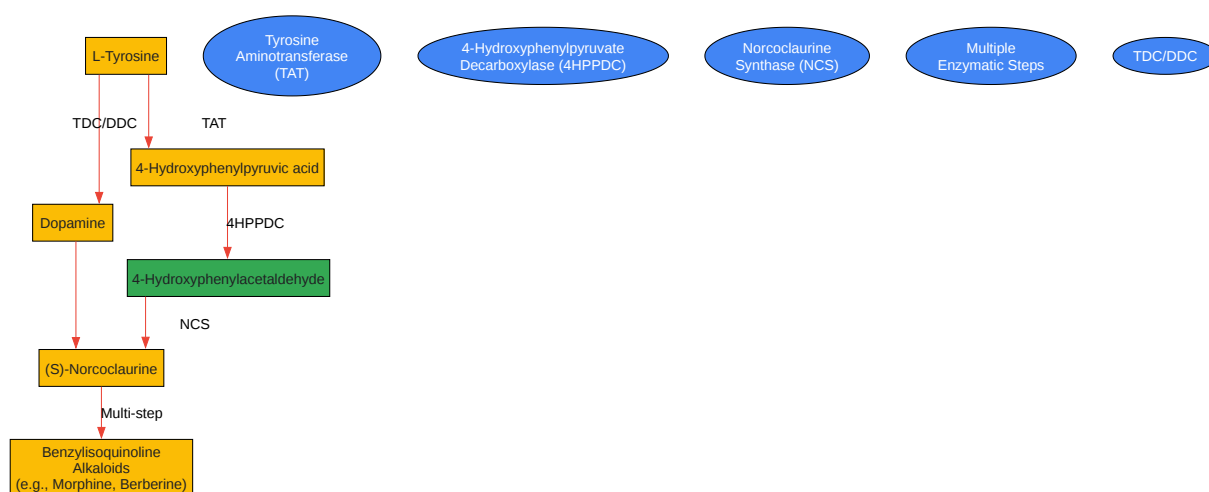 L-Tyrosine
Tyrosine
Aminotransferase
(TAT)
4-Hydroxyphenylpyruvate
Decarboxylase (4HPPDC)
Norcoclaurine
Synthase (NCS)
Multiple
Enzymatic Steps
TDC/DDC
TDC/DDC
TAT
4-Hydroxyphenylpyruvic acid
Dopamine
4HPPDC
4-Hydroxyphenylacetaldehyde
NCS
(S)-Norcoclaurine
Multi-step
Benzylisoquinoline
Alkaloids
(e.g., Morphine, Berberine)